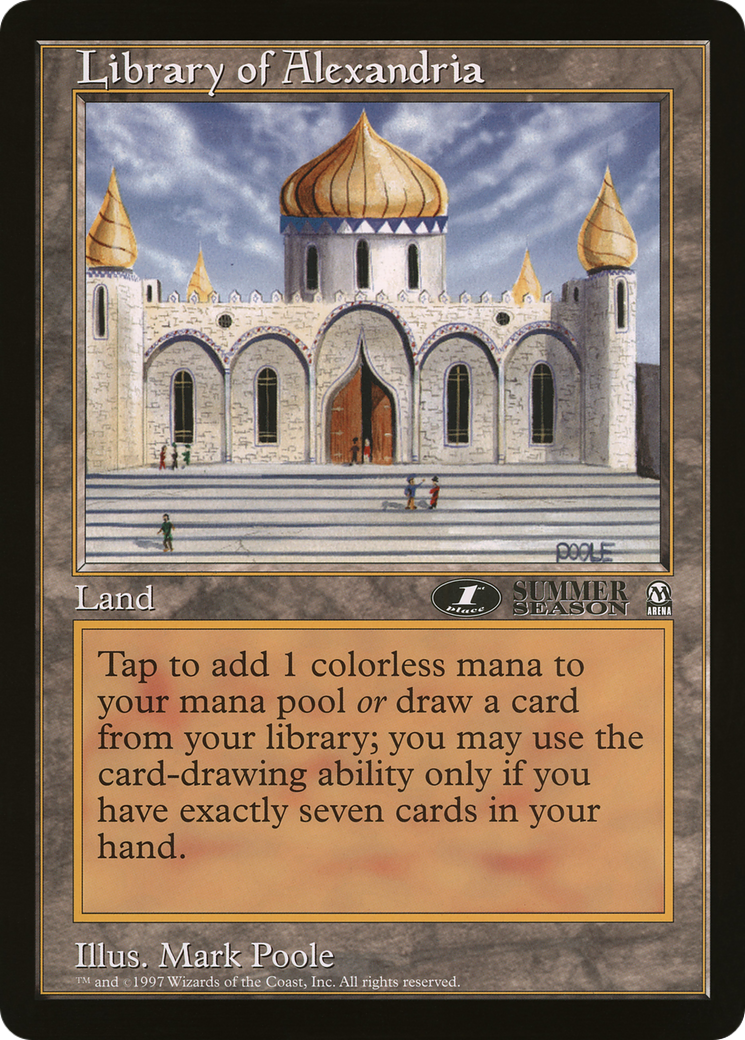 Library of Alexandria
POOLE
Land
1st place
SUMMER
SEASON
ARENA
Tap to add 1 colorless mana to
your mana pool or draw a card
from your library; you may use the
card-drawing ability only if you
have exactly seven cards in your
hand.
Illus. Mark Poole
™ and ©1997 Wizards of the Coast, Inc. All rights reserved.